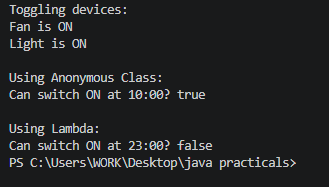 Toggling devices:
Fan is ON
Light is ON
Using Anonymous Class:
Can switch ON at 10:00? true
Using Lambda:
Can switch ON at 23:00? false
PS C:\Users\WORK\Desktop\java practicals>